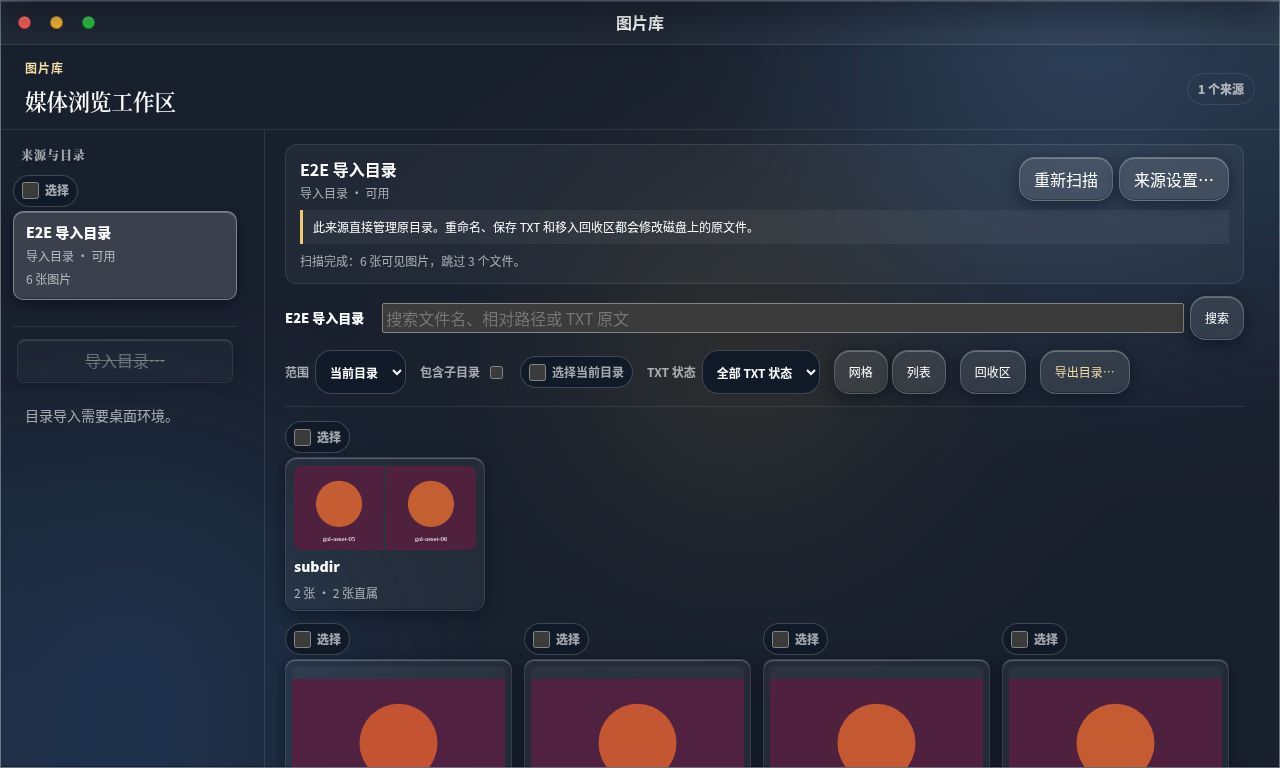 图片库
图片库
媒体浏览工作区
1 个来源
来源与目录
选择
E2E 导入目录
导入目录 · 可用
6 张图片
导入目录…
目录导入需要桌面环境。
E2E 导入目录
导入目录 · 可用
重新扫描
来源设置…
此来源直接管理原目录。重命名、保存 TXT 和移入回收区都会修改磁盘上的原文件。
扫描完成：6 张可见图片，跳过 3 个文件。
E2E 导入目录
搜索文件名、相对路径或 TXT 原文
搜索
范围
当前目录
包含子目录
选择当前目录
TXT 状态
全部 TXT 状态
网格
列表
回收区
导出目录…
选择
gal-asset-05
gal-asset-06
subdir
2 张 · 2 张直属
选择
选择
选择
选择